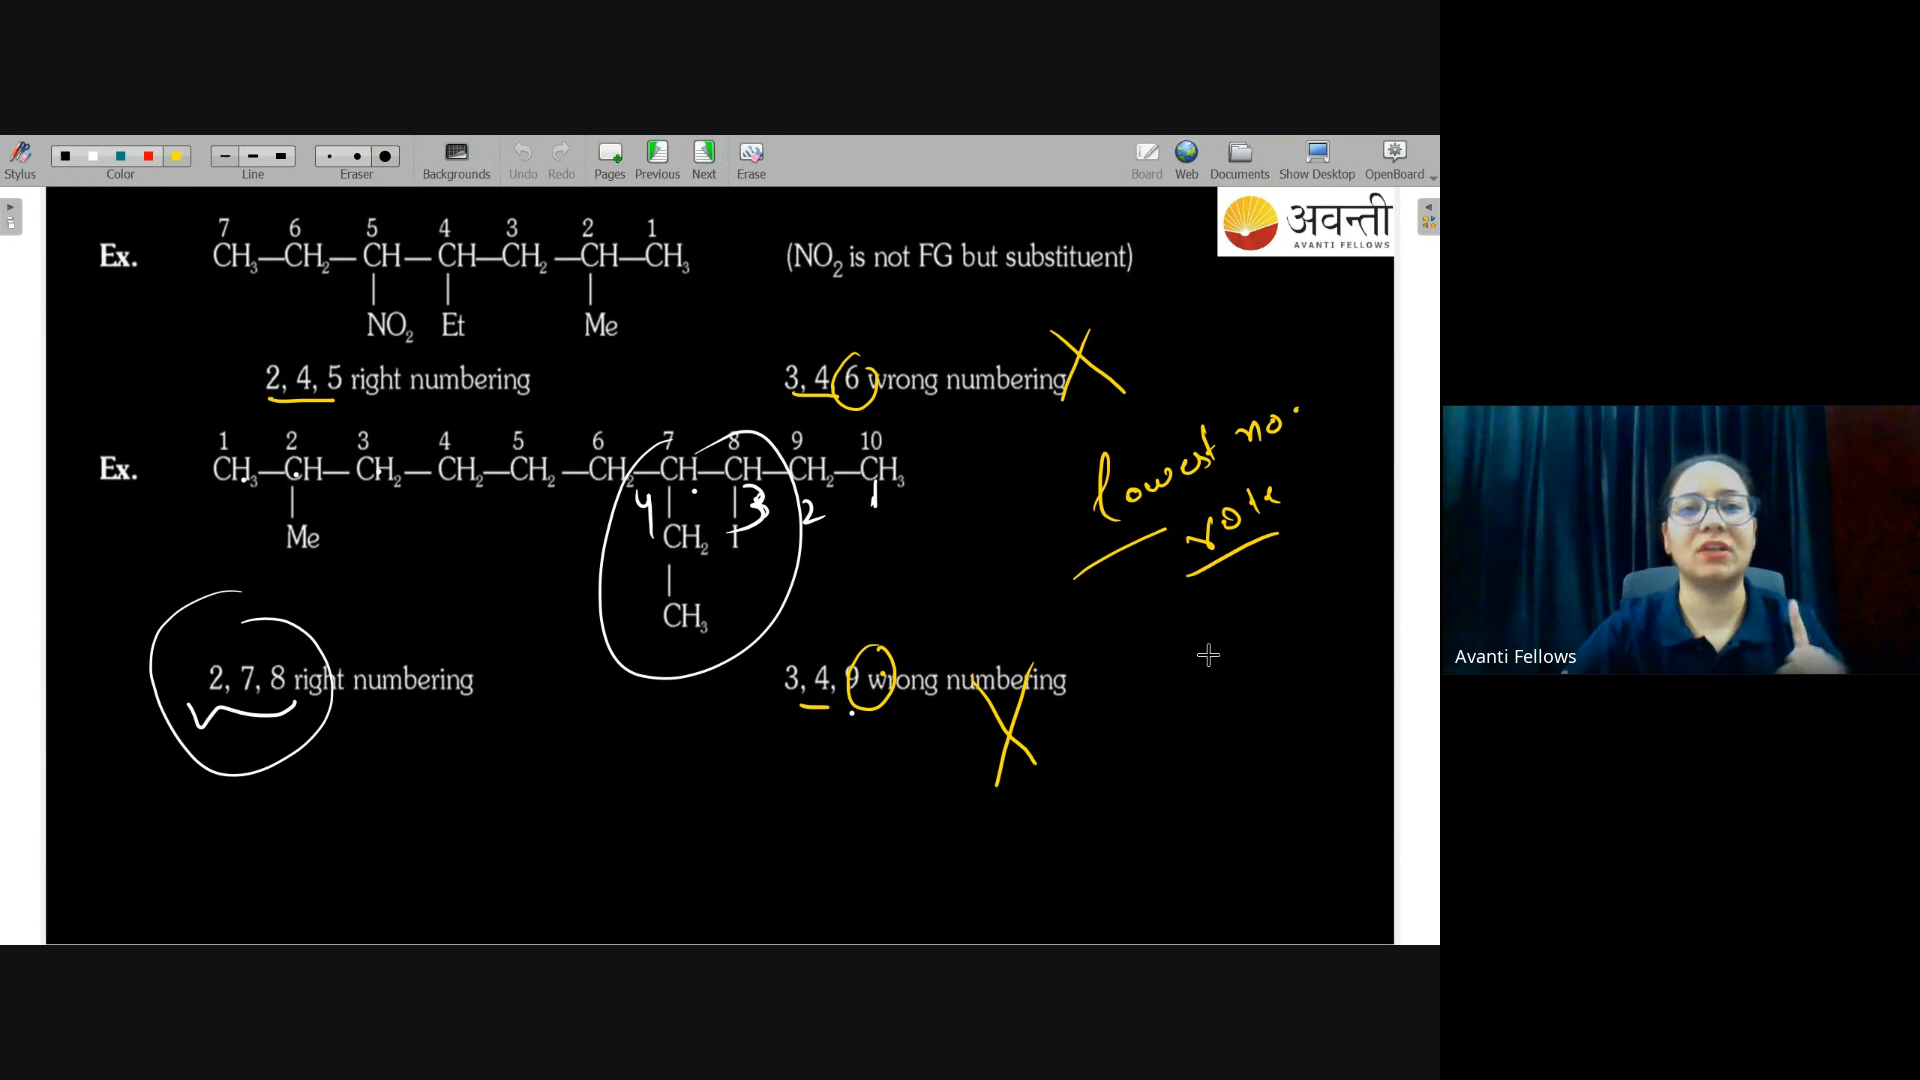 Stylus
Color
Line
Eraser
Backgrounds
Undo
Redo
Pages
Previous
Next
Erase
Board
Web
Documents
Show Desktop
OpenBoard
अवन्ती
AVANTI FELLOWS
7 6 5 4 3 2 1
Ex. CH₃—CH₂—CH—CH—CH₂—CH—CH₃ (NO₂ is not FG but substituent)
NO₂ Et Me
2, 4, 5 right numbering 3, 4, 6 wrong numbering
lowest no.
1 2 3 4 5 6 7 8 9 10
Ex. CH₃—CH—CH₂—CH₂—CH₂—CH₂—CH—CH—CH₂—CH₃
4 3 2 1
Me CH₂ I
CH₃
2, 7, 8 right numbering 3, 4, 9 wrong numbering
Avanti Fellows